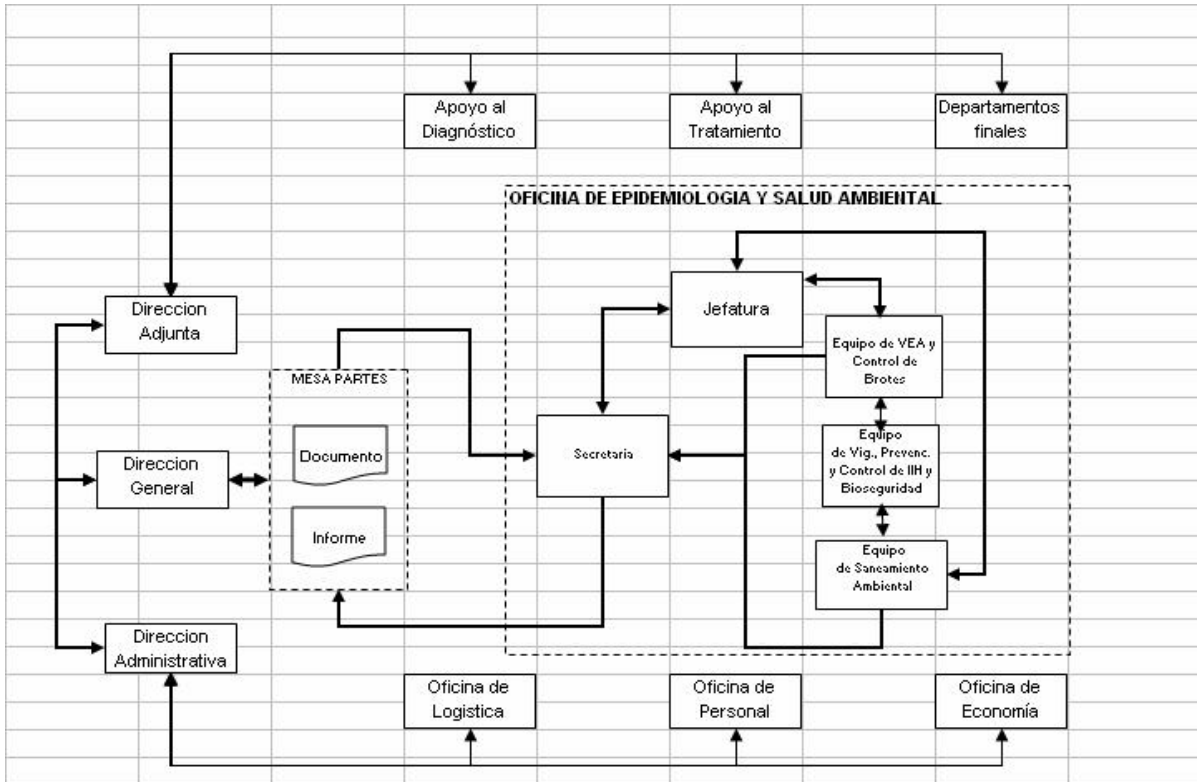 Apoyo al
Diagnóstico
Apoyo al
Tratamiento
Departamentos
finales
OFICINA DE EPIDEMIOLOGIA Y SALUD AMBIENTAL
Jefatura
Direccion
Adjunta
Equipo de VEA y
Control de
Brotes
MESA PARTES
Documento
Secretaria
Equipo
de Vig., Prevenc.
y Control de IIH y
Bioseguridad
Direccion
General
Informe
Equipo
de Saneamiento
Ambiental
Direccion
Administrativa
Oficina de
Logistica
Oficina de
Personal
Oficina de
Economía